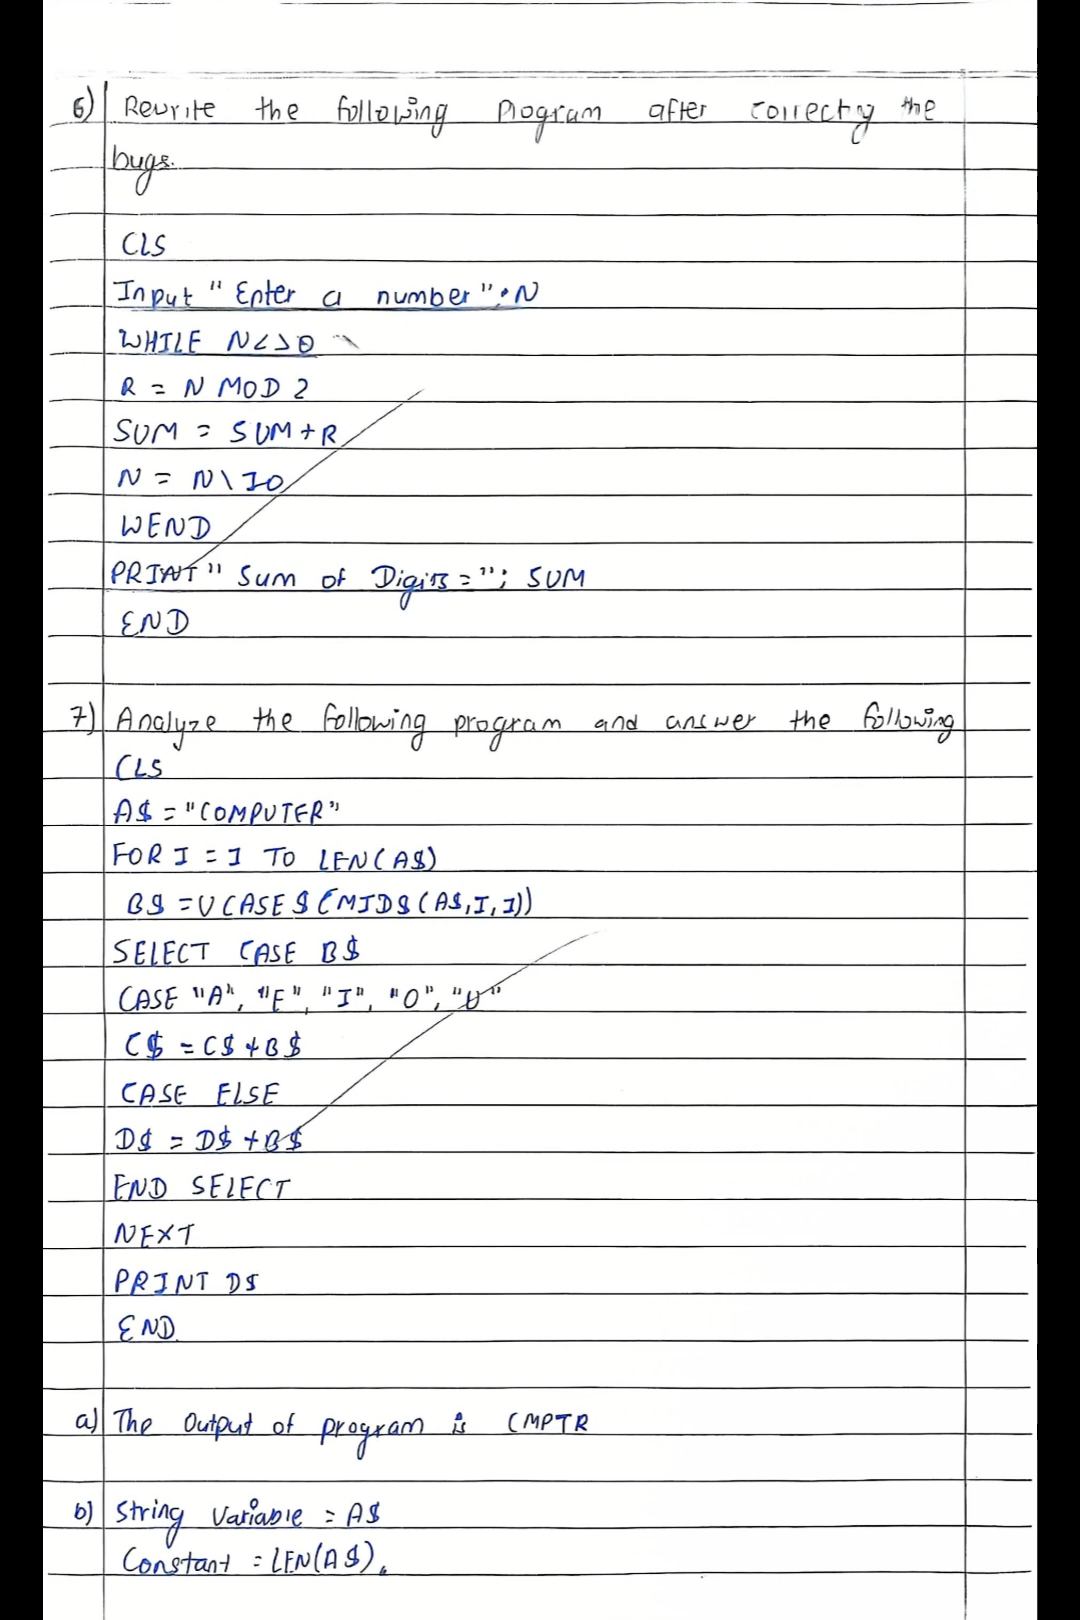 6) Rewrite the following program after correcting the
bugs.
CLS
Input "Enter a number";N
WHILE N<>0
R = N MOD 2
SUM = SUM+R
N = N\10
WEND
PRINT" Sum of Digits=";SUM
END
7) Analyze the following program and answer the following
CLS
A$ = "COMPUTER"
FOR I = 1 TO LEN(A$)
B$ = UCASE$(MID$(A$,I,1))
SELECT CASE B$
CASE "A", "E", "I", "O", "U"
C$ = C$ + B$
CASE ELSE
D$ = D$ + B$
END SELECT
NEXT
PRINT D$
END
a) The Output of program is CMPTR
b) String variable = A$
Constant = LEN(A$).